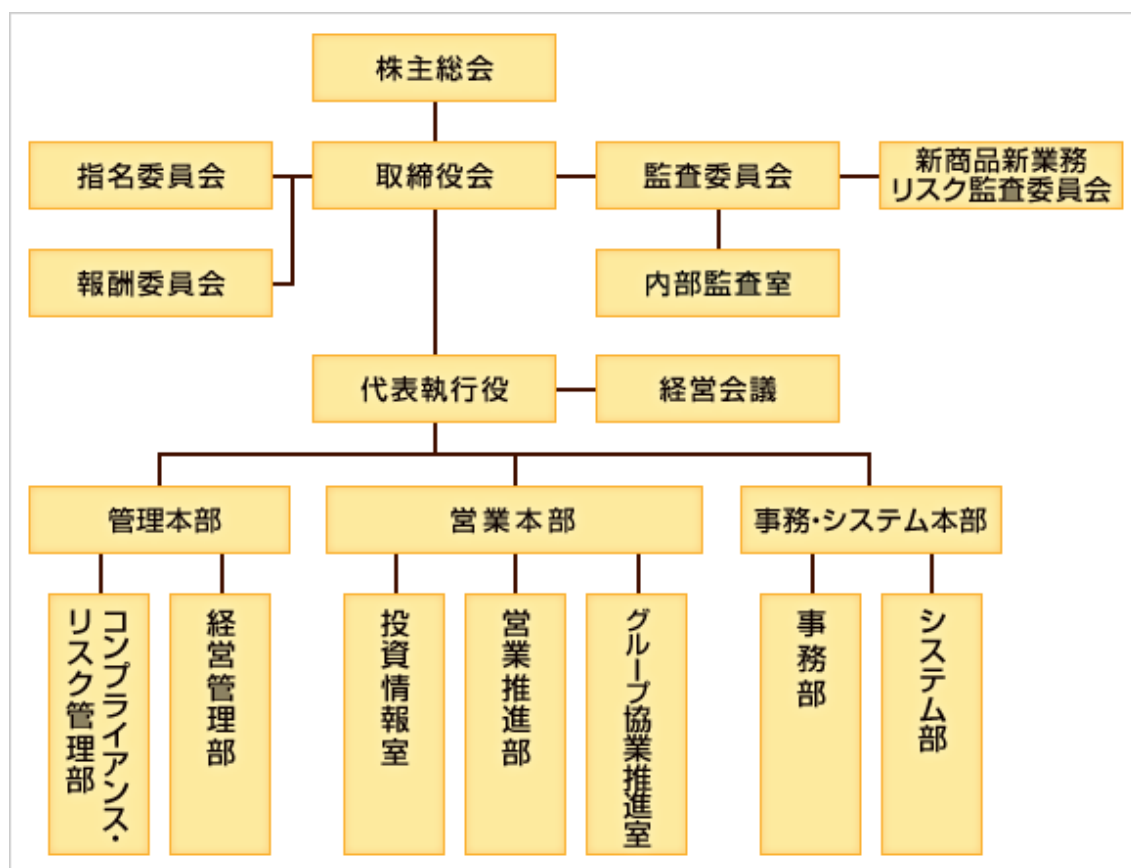 株主総会
指名委員会
取締役会
監査委員会
新商品新業務
リスク監査委員会
報酬委員会
内部監査室
代表執行役
経営会議
管理本部
営業本部
事務・システム本部
コンプライアンス・
リスク管理部
経営管理部
投資情報室
営業推進部
グループ協業推進室
事務部
システム部